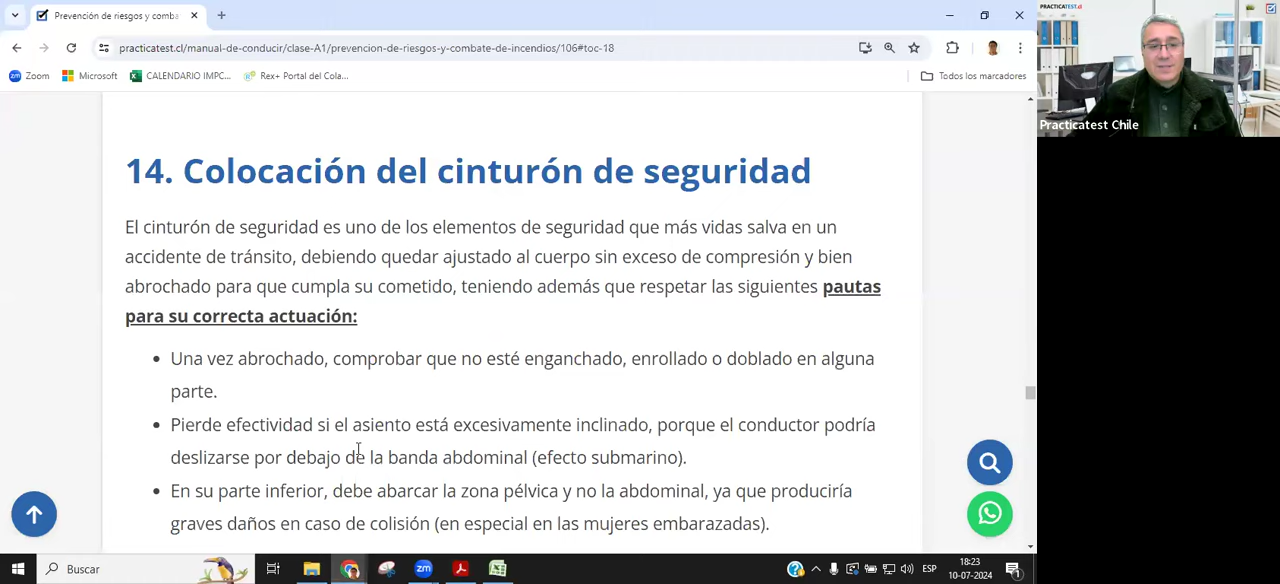 Prevención de riesgos y comba
practicatest.cl/manual-de-conducir/clase-A1/prevencion-de-riesgos-y-combate-de-incendios/106#toc-18
Zoom
Microsoft
CALENDARIO IMPC...
Rex+ Portal del Cola...
Todos los marcadores
PRACTICATEST.cl
Practicatest Chile
14. Colocación del cinturón de seguridad
El cinturón de seguridad es uno de los elementos de seguridad que más vidas salva en un
accidente de tránsito, debiendo quedar ajustado al cuerpo sin exceso de compresión y bien
abrochado para que cumpla su cometido, teniendo además que respetar las siguientes pautas
para su correcta actuación:
• Una vez abrochado, comprobar que no esté enganchado, enrollado o doblado en alguna
parte.
• Pierde efectividad si el asiento está excesivamente inclinado, porque el conductor podría
deslizarse por debajo de la banda abdominal (efecto submarino).
• En su parte inferior, debe abarcar la zona pélvica y no la abdominal, ya que produciría
graves daños en caso de colisión (en especial en las mujeres embarazadas).
Buscar
ESP
18:23
10-07-2024
1